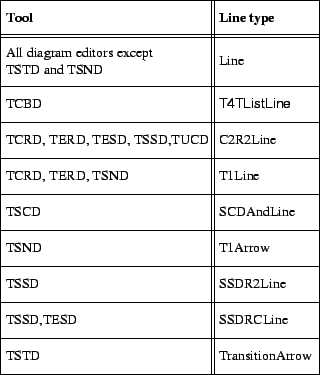 Tool Line type
All diagram editors except
TSTD and TSND Line
TCBD T4TListLine
TCRD, TERD, TESD, TSSD,TUCD C2R2Line
TCRD, TERD, TSND T1Line
TSCD SCDAndLine
TSND T1Arrow
TSSD SSDR2Line
TSSD,TESD SSDRCLine
TSTD TransitionArrow